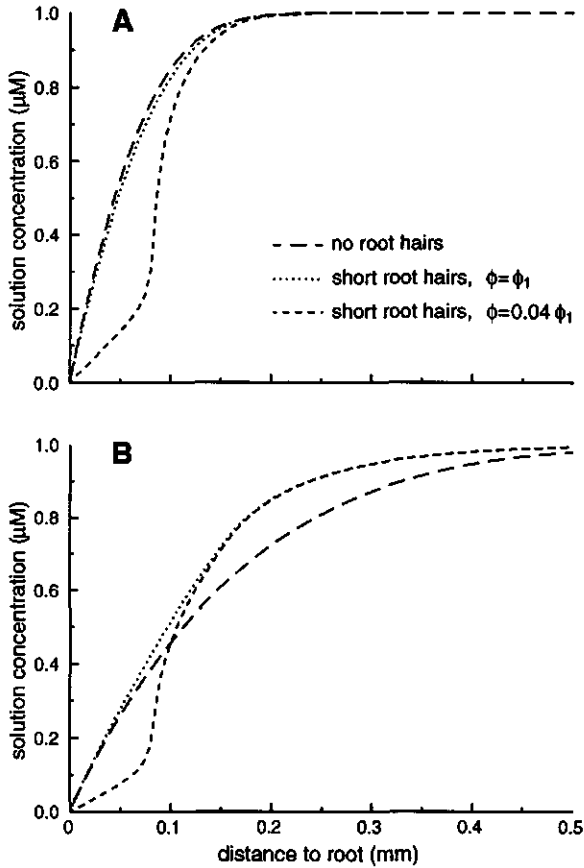 A
1.0
0.8
0.6
0.4
0.2
0.0
solution concentration (µM)
no root hairs
short root hairs, ϕ=ϕ₁
short root hairs, ϕ=0.04 ϕ₁
B
1.0
0.8
0.6
0.4
0.2
0.0
solution concentration (µM)
0 0.1 0.2 0.3 0.4 0.5
distance to root (mm)